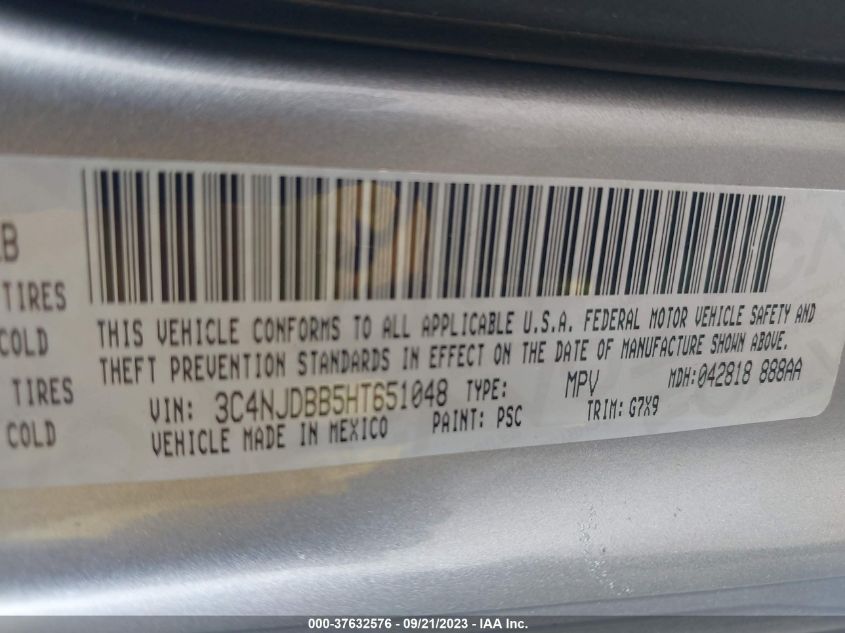 LB
TIRES
COLD
TIRES
COLD
THIS VEHICLE CONFORMS TO ALL APPLICABLE U.S.A. FEDERAL MOTOR VEHICLE SAFETY AND
THEFT PREVENTION STANDARDS IN EFFECT ON THE DATE OF MANUFACTURE SHOWN ABOVE.
VIN: 3C4NJDBB5HT651048 TYPE: MPV MDH:042818 888AA
VEHICLE MADE IN MEXICO PAINT: PSC TRIM: G7X9
000-37632576 - 09/21/2023 - IAA Inc.